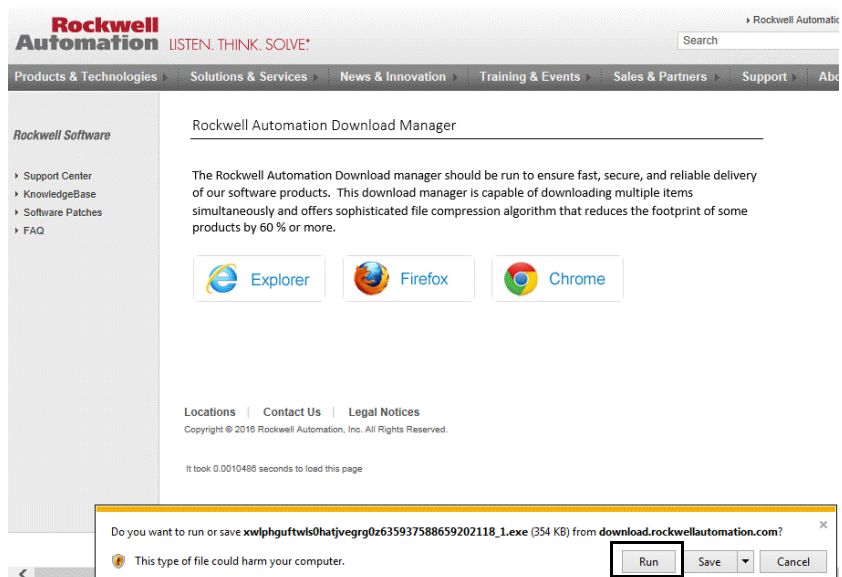 Rockwell Automatic
Rockwell
Automation LISTEN. THINK. SOLVE.®
Search
Products & Technologies Solutions & Services News & Innovation Training & Events Sales & Partners Support Abo
Rockwell Software
Support Center
KnowledgeBase
Software Patches
FAQ
Rockwell Automation Download Manager
The Rockwell Automation Download manager should be run to ensure fast, secure, and reliable delivery
of our software products. This download manager is capable of downloading multiple items
simultaneously and offers sophisticated file compression algorithm that reduces the footprint of some
products by 60 % or more.
Explorer Firefox Chrome
Locations | Contact Us | Legal Notices
Copyright © 2016 Rockwell Automation, Inc. All Rights Reserved.
It took 0.0010486 seconds to load this page
Do you want to run or save xwlphguftwls0hatjvegrg0z635937588659202118_1.exe (354 KB) from download.rockwellautomation.com?
This type of file could harm your computer.
Run Save Cancel